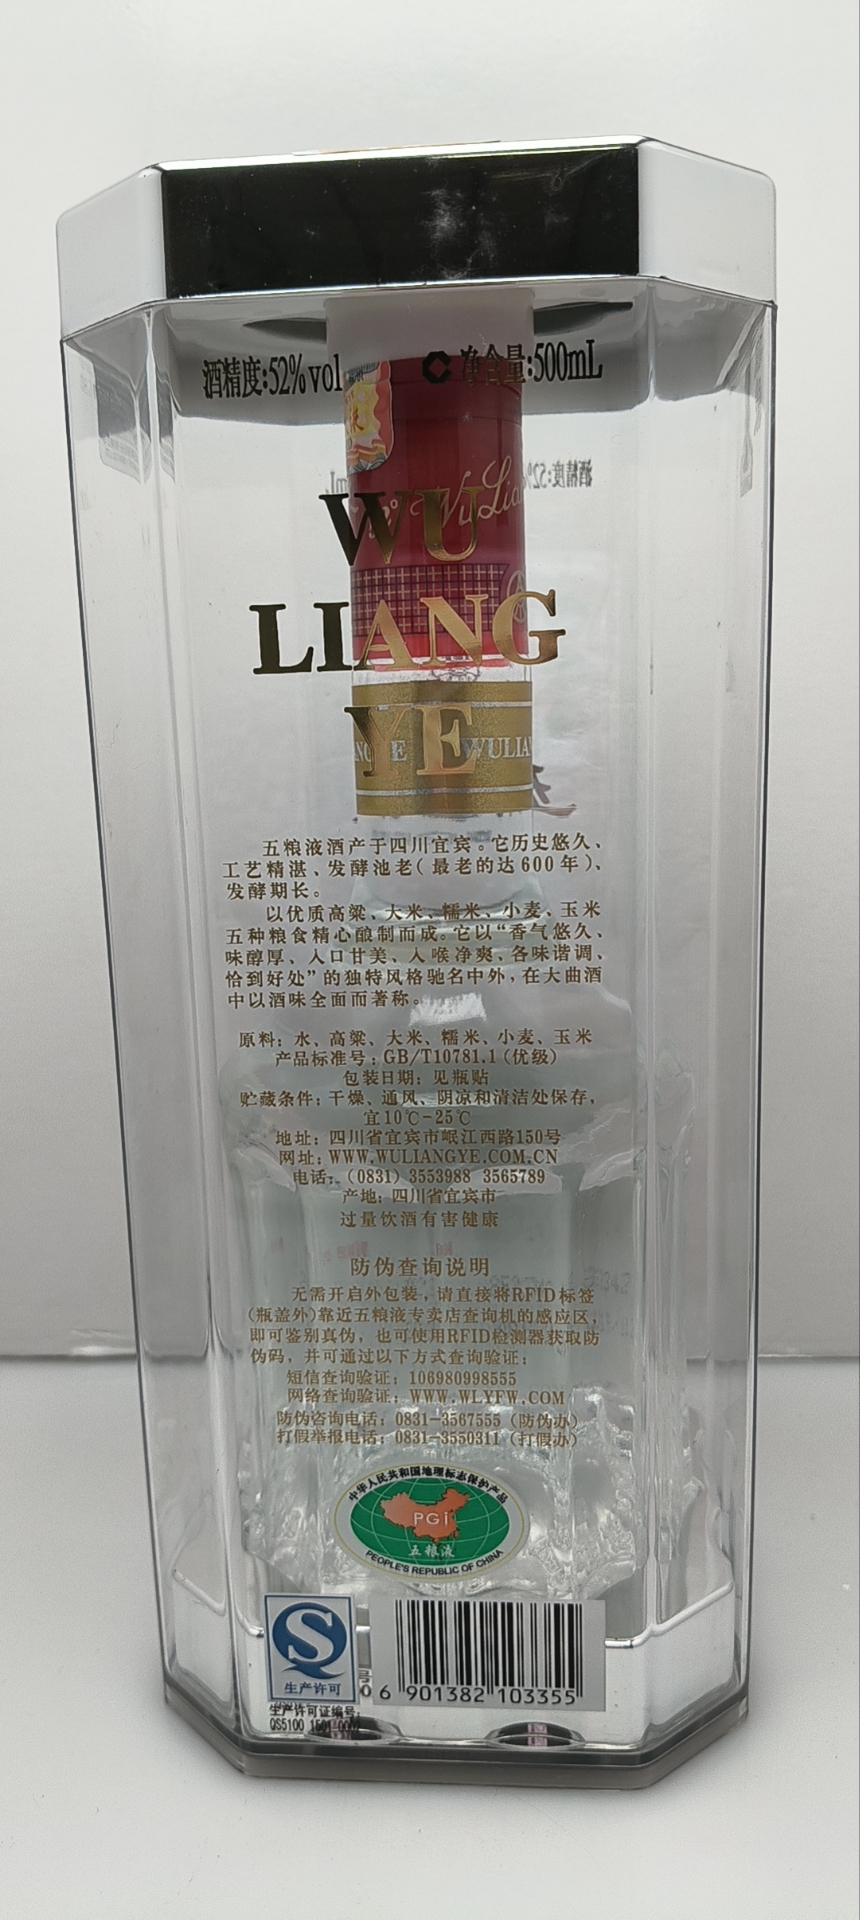 酒精度:52%vol 净含量:500mL
WU
LIANG
YE
WULIA
五粮液酒产于四川宜宾。它历史悠久、
工艺精湛、发酵池老(最老的达600年)、
发酵期长。
以优质高粱、大米、糯米、小麦、玉米
五种粮食精心酿制而成。它以“香气悠久、
味醇厚、入口甘美、入喉净爽、各味谐调、
恰到好处”的独特风格驰名中外,在大曲酒
中以酒味全面而著称。
原料: 水、高粱、大米、糯米、小麦、玉米
产品标准号: GB/T10781.1(优级)
包装日期: 见瓶贴
贮藏条件: 干燥、通风、阴凉和清洁处保存,
宜10℃-25℃
地址: 四川省宜宾市岷江西路150号
网址: WWW.WULIANGYE.COM.CN
电话: (0831) 3553988 3565789
产地: 四川省宜宾市
过量饮酒有害健康
防伪查询说明
无需开启外包装, 请直接将RFID标签
(瓶盖外)靠近五粮液专卖店查询机的感应区,
即可鉴别真伪, 也可使用RFID检测器获取防
伪码, 并可通过以下方式查询验证:
短信查询验证: 106980998555
网络查询验证: WWW.WLYFW.COM
防伪咨询电话: 0831-3567555 (防伪办)
打假举报电话: 0831-3550311 (打假办)
中华人民共和国地理标志保护产品
PGi
五粮液
PEOPLE'S REPUBLIC OF CHINA
生产许可
6 901382 103355
生产许可证编号:
QS5100 1501 0002